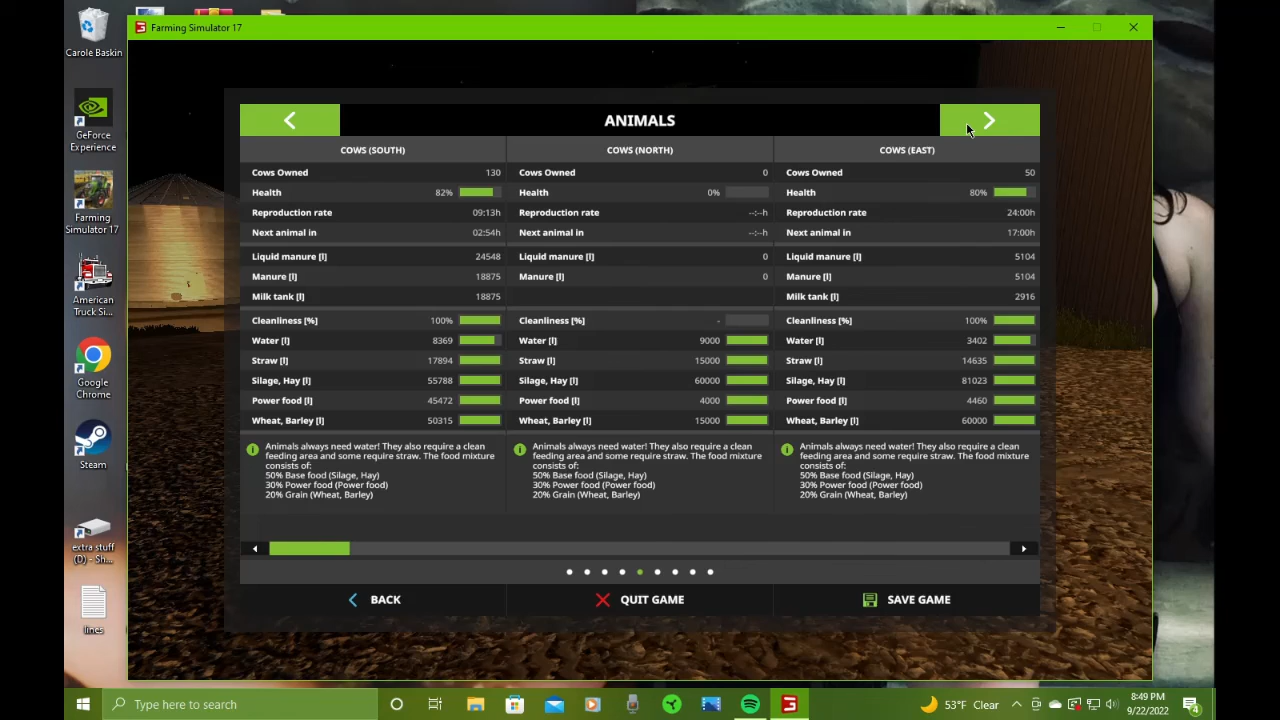 Carole Baskin
GeForce
Experience
Farming
Simulator 17
American
Truck Si...
Google
Chrome
Steam
extra stuff
(D) - Sh...
lines
Farming Simulator 17
ANIMALS
COWS (SOUTH)
Cows Owned 130
Health 82%
Reproduction rate 09:13h
Next animal in 02:54h
Liquid manure [l] 24548
Manure [l] 18875
Milk tank [l] 18875
Cleanliness [%] 100%
Water [l] 8369
Straw [l] 17894
Silage, Hay [l] 55788
Power food [l] 45472
Wheat, Barley [l] 50315
Animals always need water! They also require a clean
feeding area and some require straw. The food mixture
consists of:
50% Base food (Silage, Hay)
30% Power food (Power food)
20% Grain (Wheat, Barley)
COWS (NORTH)
Cows Owned 0
Health 0%
Reproduction rate --:--h
Next animal in --:--h
Liquid manure [l] 0
Manure [l] 0
Cleanliness [%] -
Water [l] 9000
Straw [l] 15000
Silage, Hay [l] 60000
Power food [l] 4000
Wheat, Barley [l] 15000
Animals always need water! They also require a clean
feeding area and some require straw. The food mixture
consists of:
50% Base food (Silage, Hay)
30% Power food (Power food)
20% Grain (Wheat, Barley)
COWS (EAST)
Cows Owned 50
Health 80%
Reproduction rate 24:00h
Next animal in 17:00h
Liquid manure [l] 5104
Manure [l] 5104
Milk tank [l] 2916
Cleanliness [%] 100%
Water [l] 3402
Straw [l] 14635
Silage, Hay [l] 81023
Power food [l] 4460
Wheat, Barley [l] 60000
Animals always need water! They also require a clean
feeding area and some require straw. The food mixture
consists of:
50% Base food (Silage, Hay)
30% Power food (Power food)
20% Grain (Wheat, Barley)
BACK
QUIT GAME
SAVE GAME
Type here to search
53°F Clear
8:49 PM
9/22/2022
4